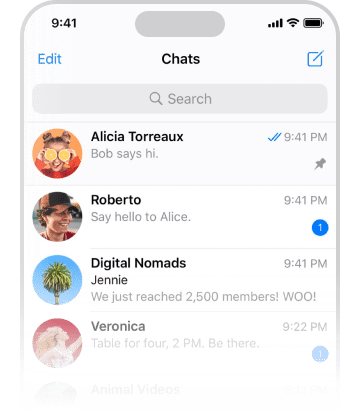 9:41
Edit
Chats
Search
Alicia Torreaux
9:41 PM
Bob says hi.
Roberto
9:41 PM
Say hello to Alice.
1
Digital Nomads
9:41 PM
Jennie
We just reached 2,500 members! WOO!
Veronica
9:22 PM
Table for four, 2 PM. Be there.
1
Animal Videos